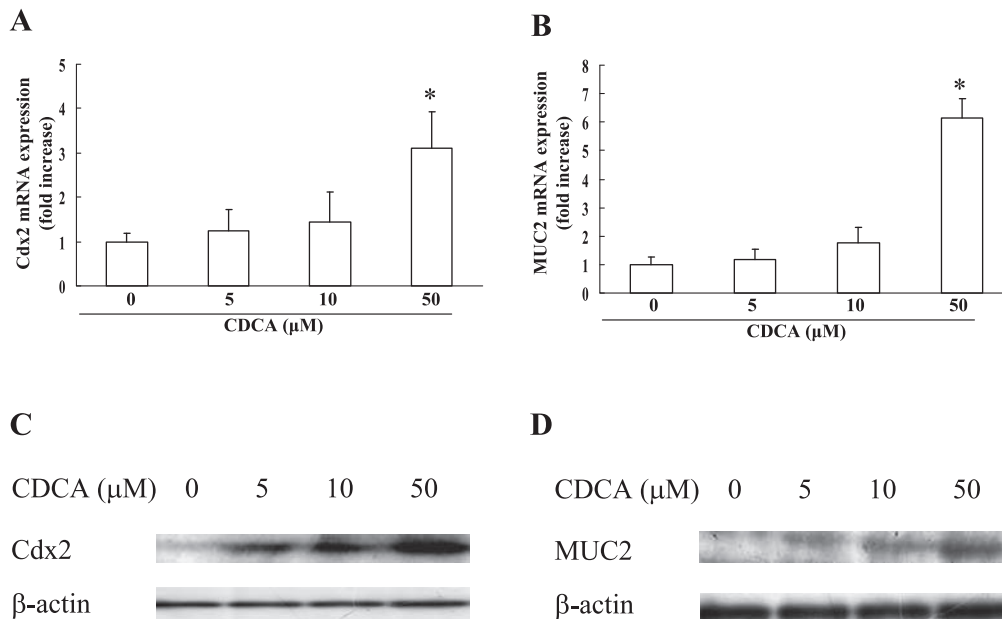 A
Cdx2 mRNA expression
(fold increase)
5
4
3
2
1
0
*
0 5 10 50
CDCA (μM)
B
MUC2 mRNA expression
(fold increase)
8
7
6
5
4
3
2
1
0
*
0 5 10 50
CDCA (μM)
C
CDCA (μM) 0 5 10 50
Cdx2
β-actin
D
CDCA (μM) 0 5 10 50
MUC2
β-actin